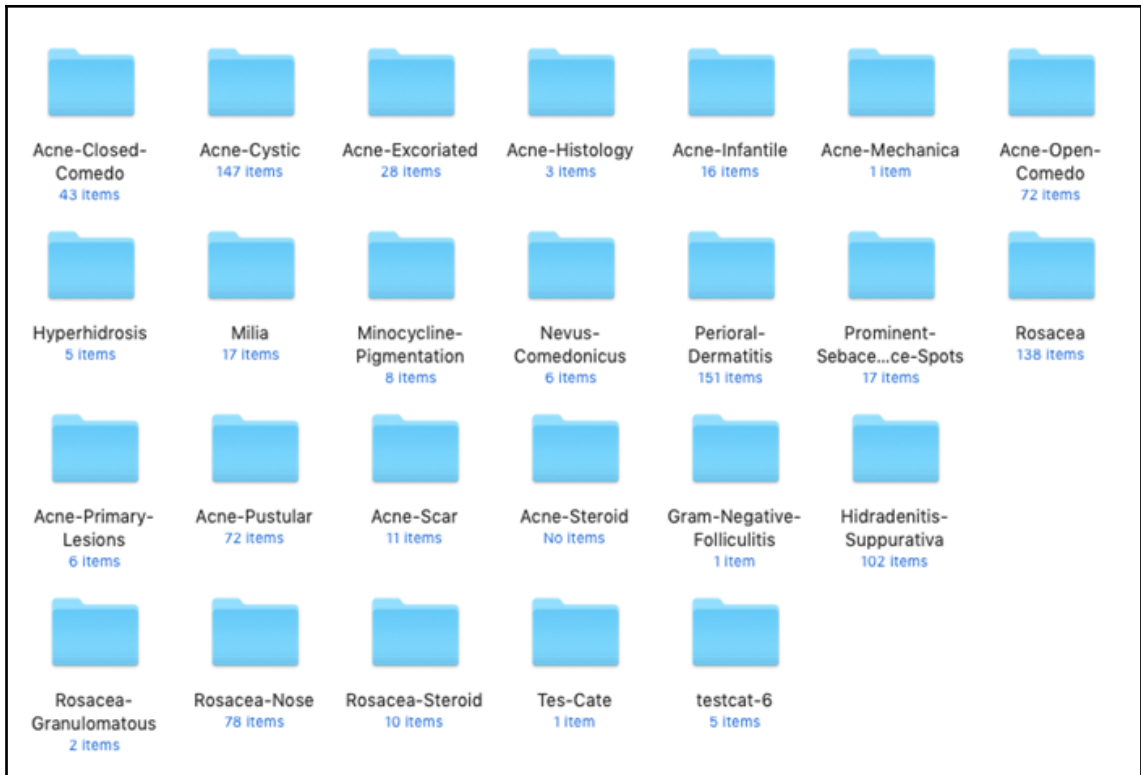 Acne-Closed-
Comedo
43 items
Acne-Cystic
147 items
Acne-Excoriated
28 items
Acne-Histology
3 items
Acne-Infantile
16 items
Acne-Mechanica
1 item
Acne-Open-
Comedo
72 items
Hyperhidrosis
5 items
Milia
17 items
Minocycline-
Pigmentation
8 items
Nevus-
Comedonicus
6 items
Perioral-
Dermatitis
151 items
Prominent-
Sebace...ce-Spots
17 items
Rosacea
138 items
Acne-Primary-
Lesions
6 items
Acne-Pustular
72 items
Acne-Scar
11 items
Acne-Steroid
No items
Gram-Negative-
Folliculitis
1 item
Hidradenitis-
Suppurativa
102 items
Rosacea-
Granulomatous
2 items
Rosacea-Nose
78 items
Rosacea-Steroid
10 items
Tes-Cate
1 item
testcat-6
5 items